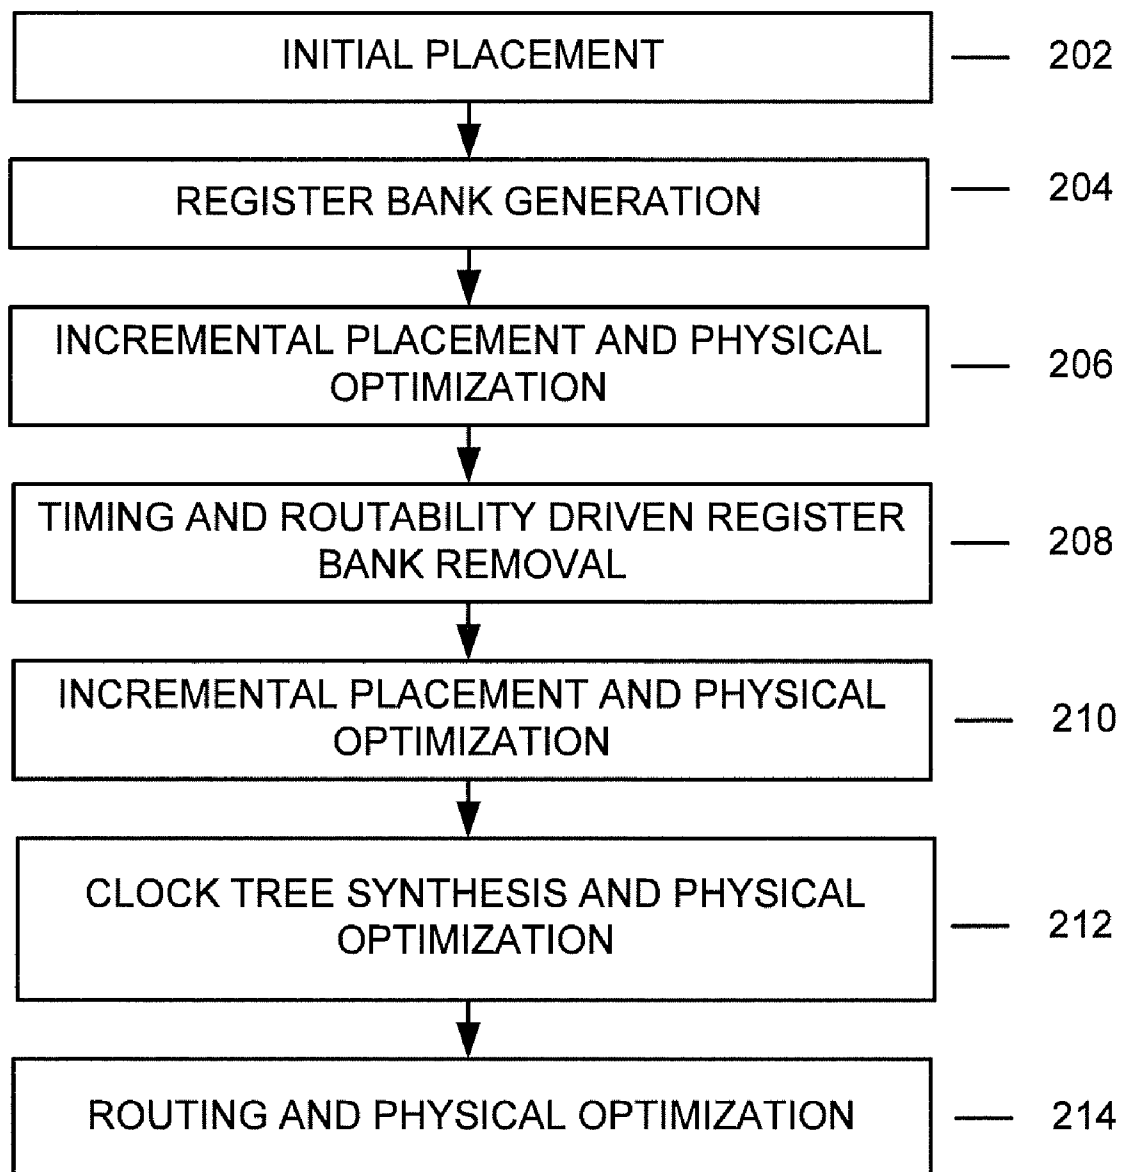 INITIAL PLACEMENT
202
REGISTER BANK GENERATION
204
INCREMENTAL PLACEMENT AND PHYSICAL
OPTIMIZATION
206
TIMING AND ROUTABILITY DRIVEN REGISTER
BANK REMOVAL
208
INCREMENTAL PLACEMENT AND PHYSICAL
OPTIMIZATION
210
CLOCK TREE SYNTHESIS AND PHYSICAL
OPTIMIZATION
212
ROUTING AND PHYSICAL OPTIMIZATION
214